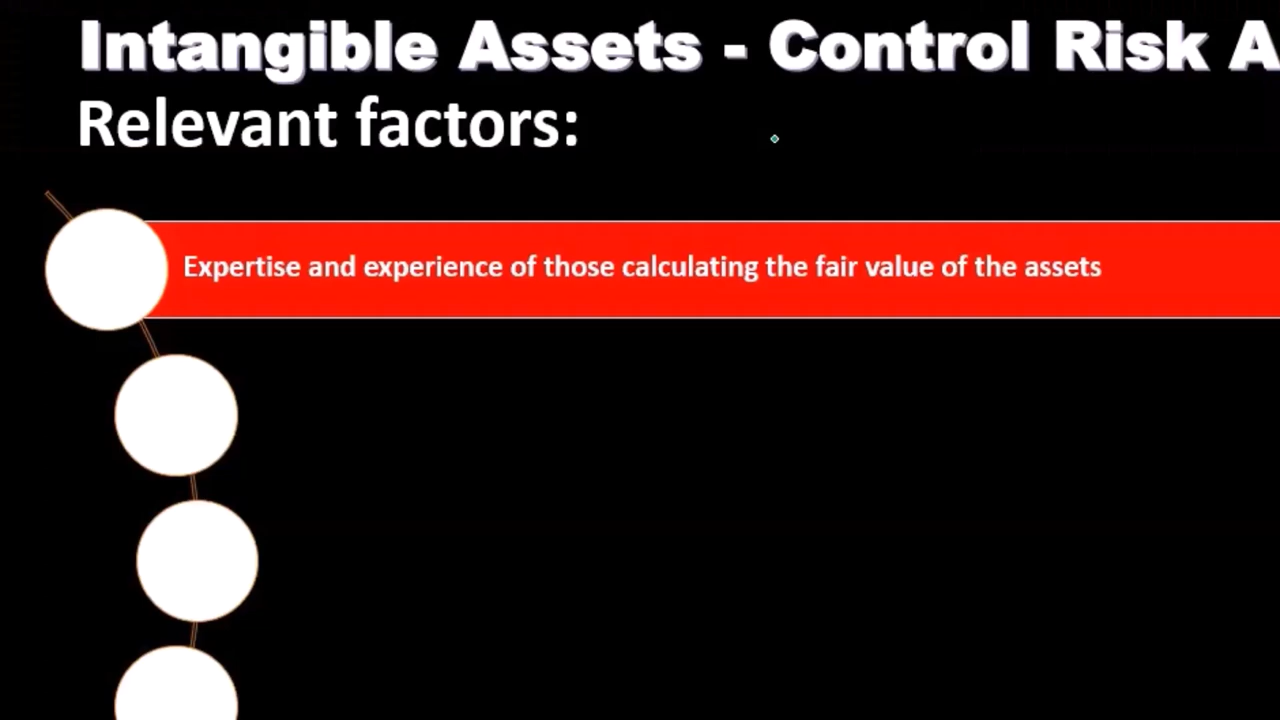 Intangible Assets - Control Risk A
Relevant factors:
Expertise and experience of those calculating the fair value of the assets